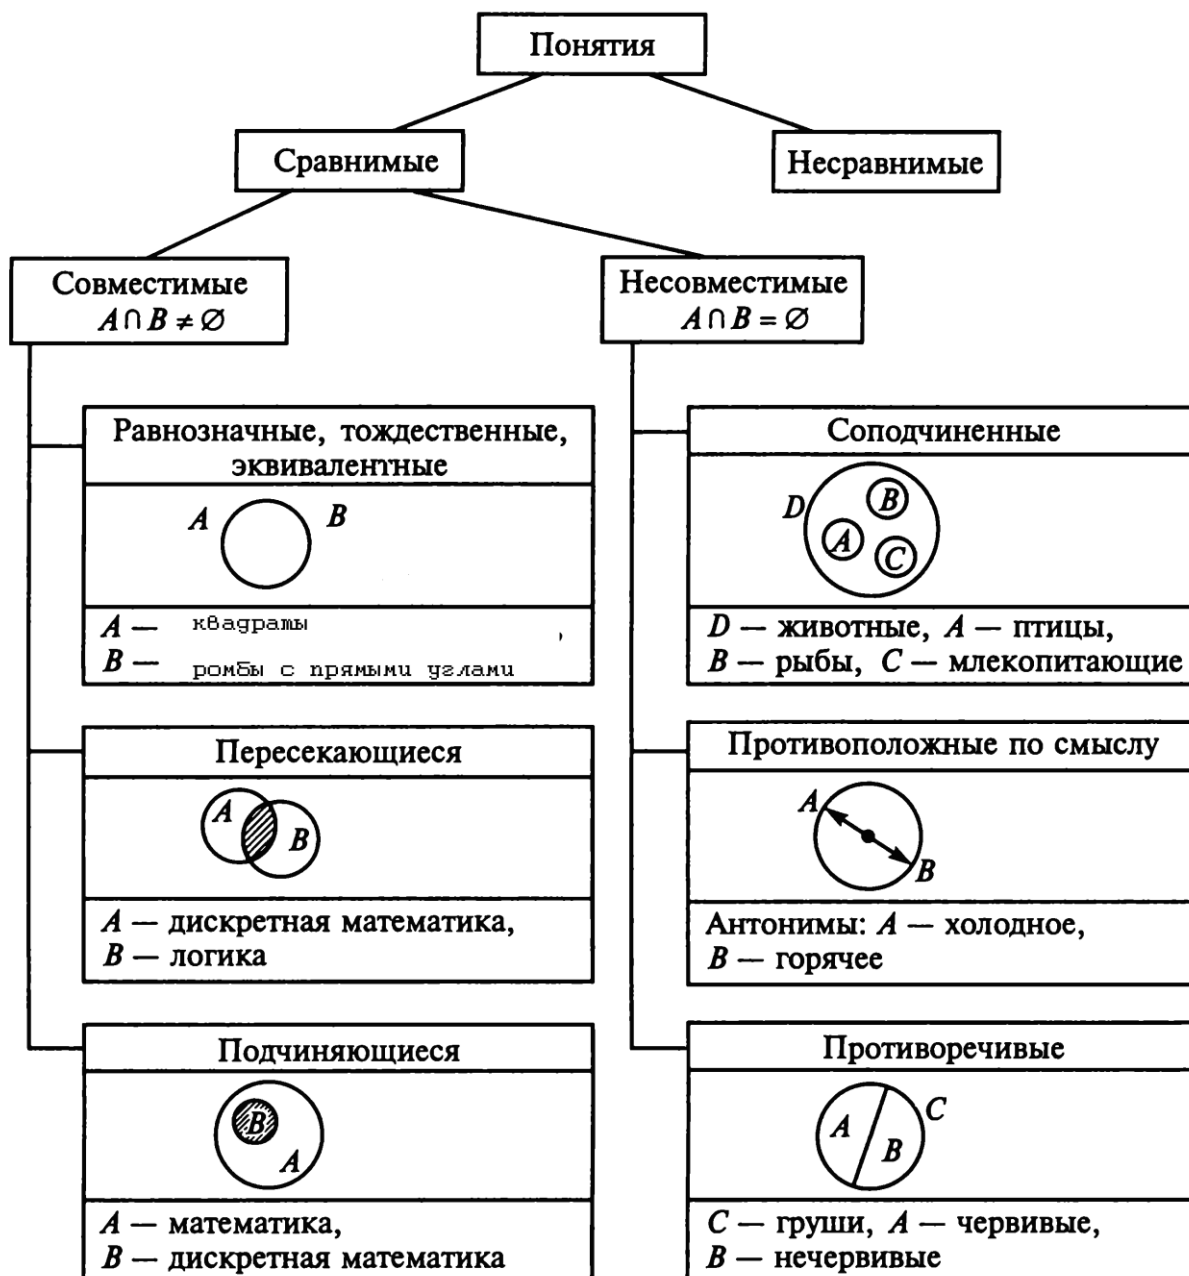 Понятия
Сравнимые
Несравнимые
Совместимые
A ∩ B ≠ ∅
Несовместимые
A ∩ B = ∅
Равнозначные, тождественные,
эквивалентные
A
B
A — квадраты ,
B — ромбы с прямыми углами
Пересекающиеся
A
B
A — дискретная математика,
B — логика
Подчиняющиеся
B
A
A — математика,
B — дискретная математика
Соподчиненные
D
B
A
C
D — животные, A — птицы,
B — рыбы, C — млекопитающие
Противоположные по смыслу
A
B
Антонимы: A — холодное,
B — горячее
Противоречивые
A
C
B
C — груши, A — червивые,
B — нечервивые